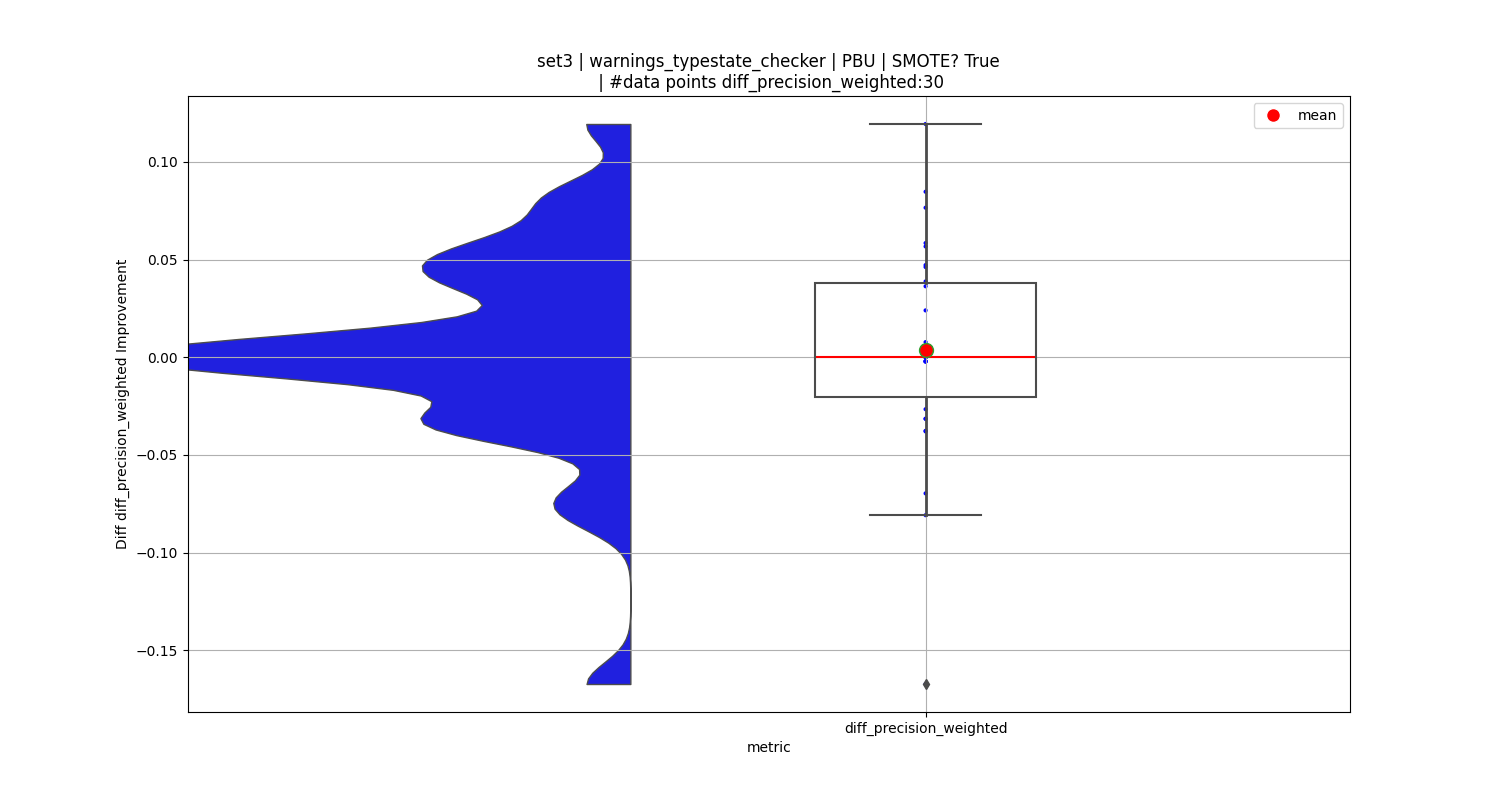 set3 | warnings_typestate_checker | PBU | SMOTE? True
| #data points diff_precision_weighted:30
mean
0.10
0.05
0.00
−0.05
−0.10
−0.15
Diff diff_precision_weighted Improvement
diff_precision_weighted
metric